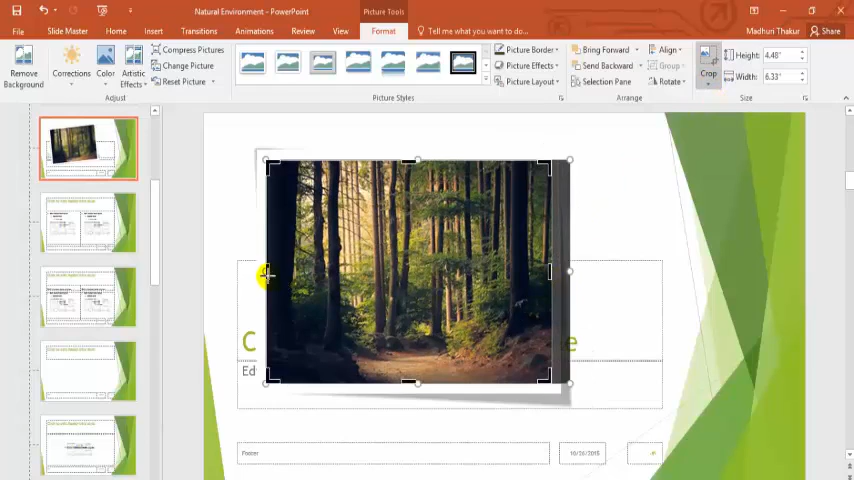 Natural Environment - PowerPoint
Picture Tools
File
Slide Master
Home
Insert
Transitions
Animations
Review
View
Format
Tell me what you want to do...
Madhuri Thakur
Share
Remove Background
Corrections
Color
Artistic Effects
Compress Pictures
Change Picture
Reset Picture
Adjust
Picture Border
Picture Effects
Picture Layout
Picture Styles
Bring Forward
Send Backward
Selection Pane
Align
Group
Rotate
Arrange
Crop
Height: 4.48"
Width: 6.33"
Size
C
e
Ed
Footer
10/26/2015